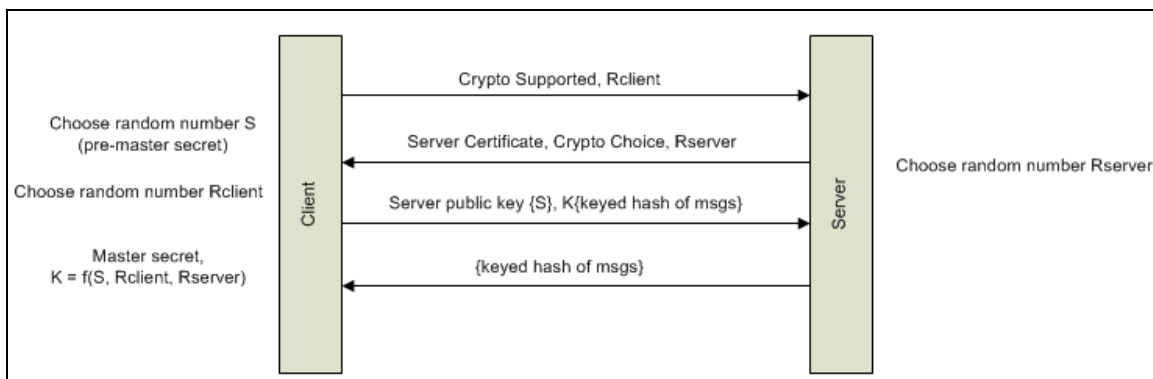 Crypto Supported, Rclient
Choose random number S
(pre-master secret)
Server Certificate, Crypto Choice, Rserver
Choose random number Rserver
Choose random number Rclient
Client
Server public key {S}, K{keyed hash of msgs}
Server
Master secret,
K = f(S, Rclient, Rserver)
{keyed hash of msgs}